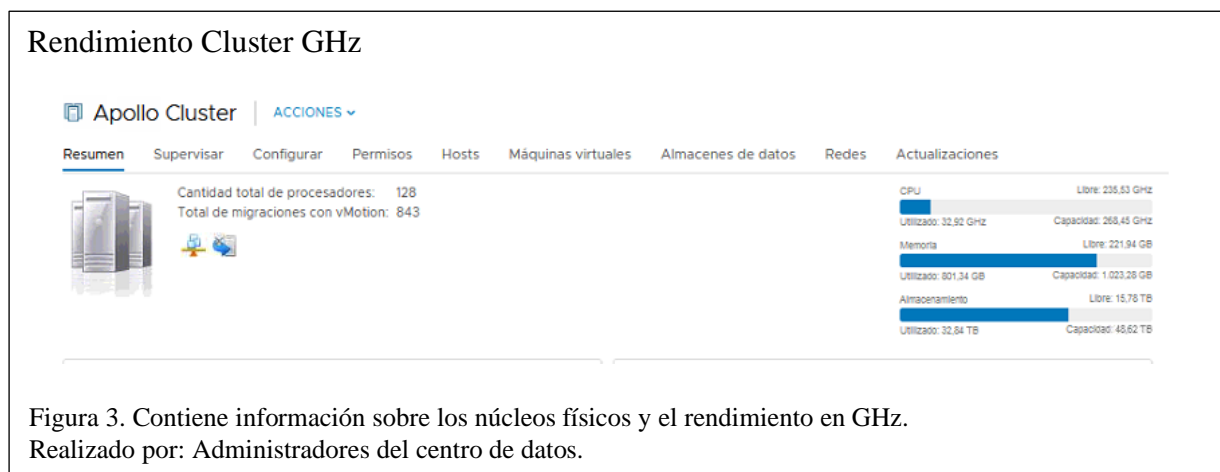 Rendimiento Cluster GHz
Apollo Cluster ACCIONES
Resumen Supervisar Configurar Permisos Hosts Máquinas virtuales Almacenes de datos Redes Actualizaciones
Cantidad total de procesadores: 128
Total de migraciones con vMotion: 843
CPU Libre: 235,53 GHz
Utilizado: 32,92 GHz Capacidad: 268,45 GHz
Memoria Libre: 221,94 GB
Utilizado: 801,34 GB Capacidad: 1.023,28 GB
Almacenamiento Libre: 15,78 TB
Utilizado: 32,84 TB Capacidad: 48,62 TB
Figura 3. Contiene información sobre los núcleos físicos y el rendimiento en GHz.
Realizado por: Administradores del centro de datos.